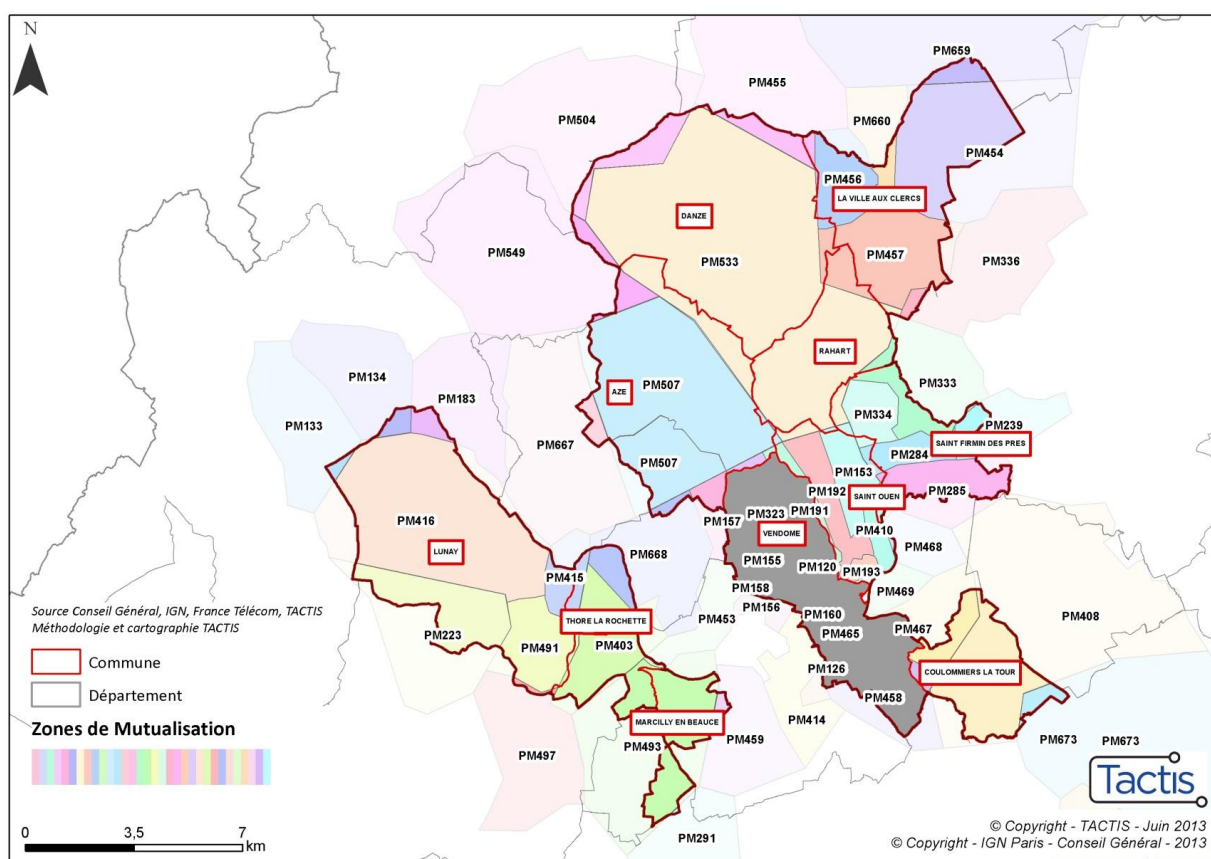 N
PM659
PM455
PM504
PM660
PM454
PM456
LA VILLE AUX CLERCS
DANZE
PM549
PM533
PM457
PM336
RAHART
PM134
PM183
PM507
AZE
PM333
PM133
PM334
PM239
PM667
SAINT FIRMIN DES PRES
PM507
PM284
PM153
PM192
SAINT OUEN
PM285
PM416
PM157
PM323
PM191
VENDOME
PM410
LUNAY
PM668
PM468
PM155
PM120
PM193
PM415
PM158
PM469
PM156
PM160
PM453
PM408
THORE LA ROCHETTE
PM223
PM491
PM403
PM465
PM467
PM126
COULOMMIERS LA TOUR
PM458
MARCILLY EN BEAUCE
PM414
PM459
PM493
PM497
PM673
PM673
PM291
Source Conseil Général, IGN, France Télécom, TACTIS
Méthodologie et cartographie TACTIS
Commune
Département
Zones de Mutualisation
0 3,5 7
km
Tactis
© Copyright - TACTIS - Juin 2013
© Copyright - IGN Paris - Conseil Général - 2013